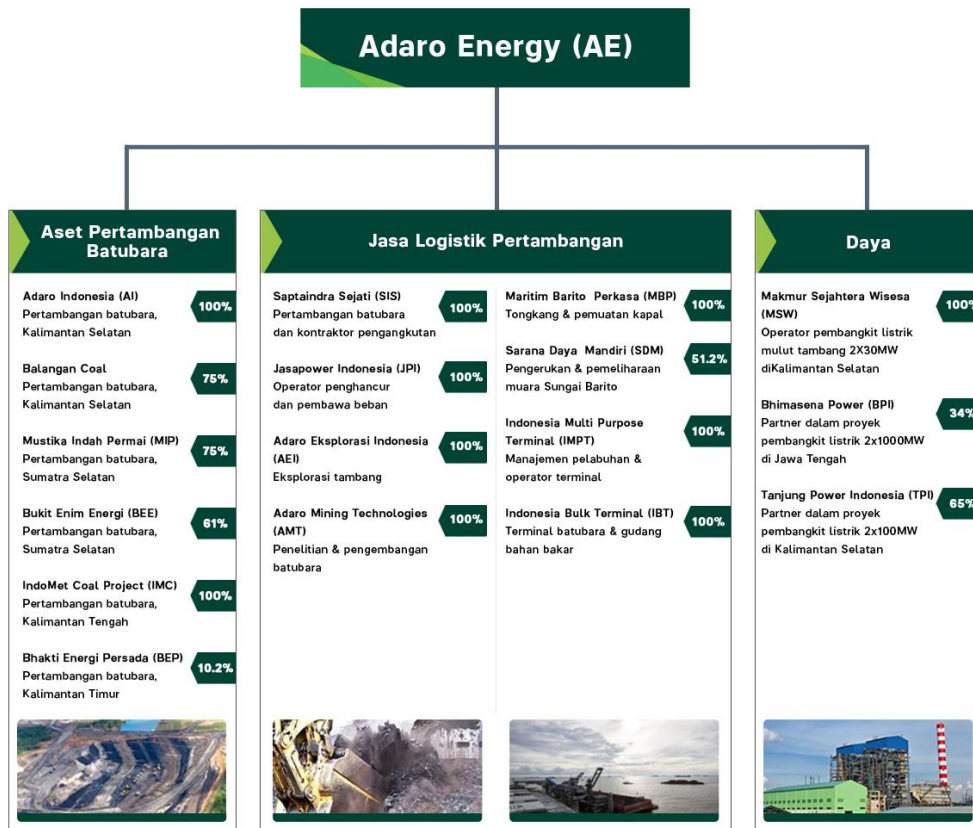 Adaro Energy (AE)
Aset Pertambangan
Batubara
Adaro Indonesia (AI)
Pertambangan batubara,
Kalimantan Selatan
100%
Balangan Coal
Pertambangan batubara,
Kalimantan Selatan
75%
Mustika Indah Permai (MIP)
Pertambangan batubara,
Sumatra Selatan
75%
Bukit Enim Energi (BEE)
Pertambangan batubara,
Sumatra Selatan
61%
IndoMet Coal Project (IMC)
Pertambangan batubara,
Kalimantan Tengah
100%
Bhakti Energi Persada (BEP)
Pertambangan batubara,
Kalimantan Timur
10.2%
Jasa Logistik Pertambangan
Saptaindra Sejati (SIS)
Pertambangan batubara
dan kontraktor pengangkutan
100%
Jasapower Indonesia (JPI)
Operator penghancur
dan pembawa beban
100%
Adaro Eksplorasi Indonesia
(AEI)
Eksplorasi tambang
100%
Adaro Mining Technologies
(AMT)
Penelitian & pengembangan
batubara
100%
Maritim Barito Perkasa (MBP)
Tongkang & pemuatan kapal
100%
Sarana Daya Mandiri (SDM)
Pengerukan & pemeliharaan
muara Sungai Barito
51.2%
Indonesia Multi Purpose
Terminal (IMPT)
Manajemen pelabuhan &
operator terminal
100%
Indonesia Bulk Terminal (IBT)
Terminal batubara & gudang
bahan bakar
100%
Daya
Makmur Sejahtera Wisesa
(MSW)
Operator pembangkit listrik
mulut tambang 2X30MW
diKalimantan Selatan
100%
Bhimasena Power (BPI)
Partner dalam proyek
pembangkit listrik 2x1000MW
di Jawa Tengah
34%
Tanjung Power Indonesia (TPI)
Partner dalam proyek
pembangkit listrik 2x100MW
di Kalimantan Selatan
65%